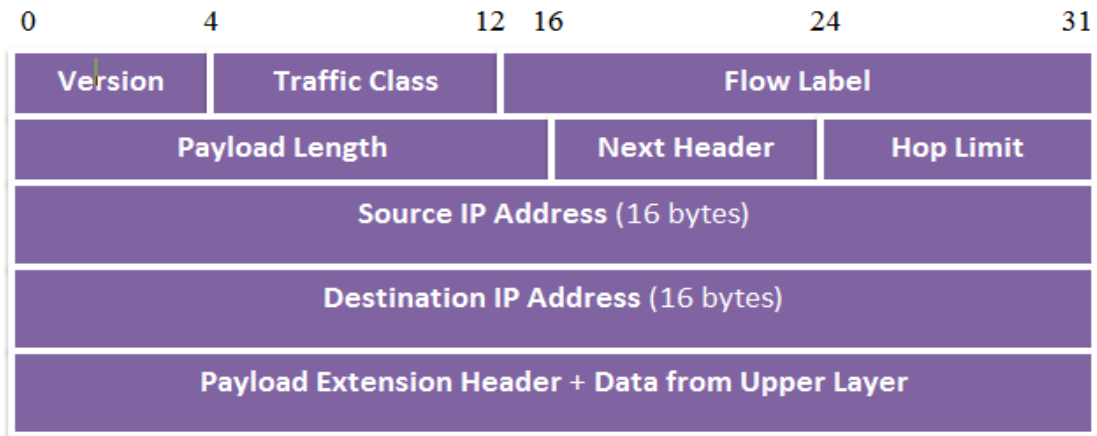 0 4 12 16 24 31
Version Traffic Class Flow Label
Payload Length Next Header Hop Limit
Source IP Address (16 bytes)
Destination IP Address (16 bytes)
Payload Extension Header + Data from Upper Layer